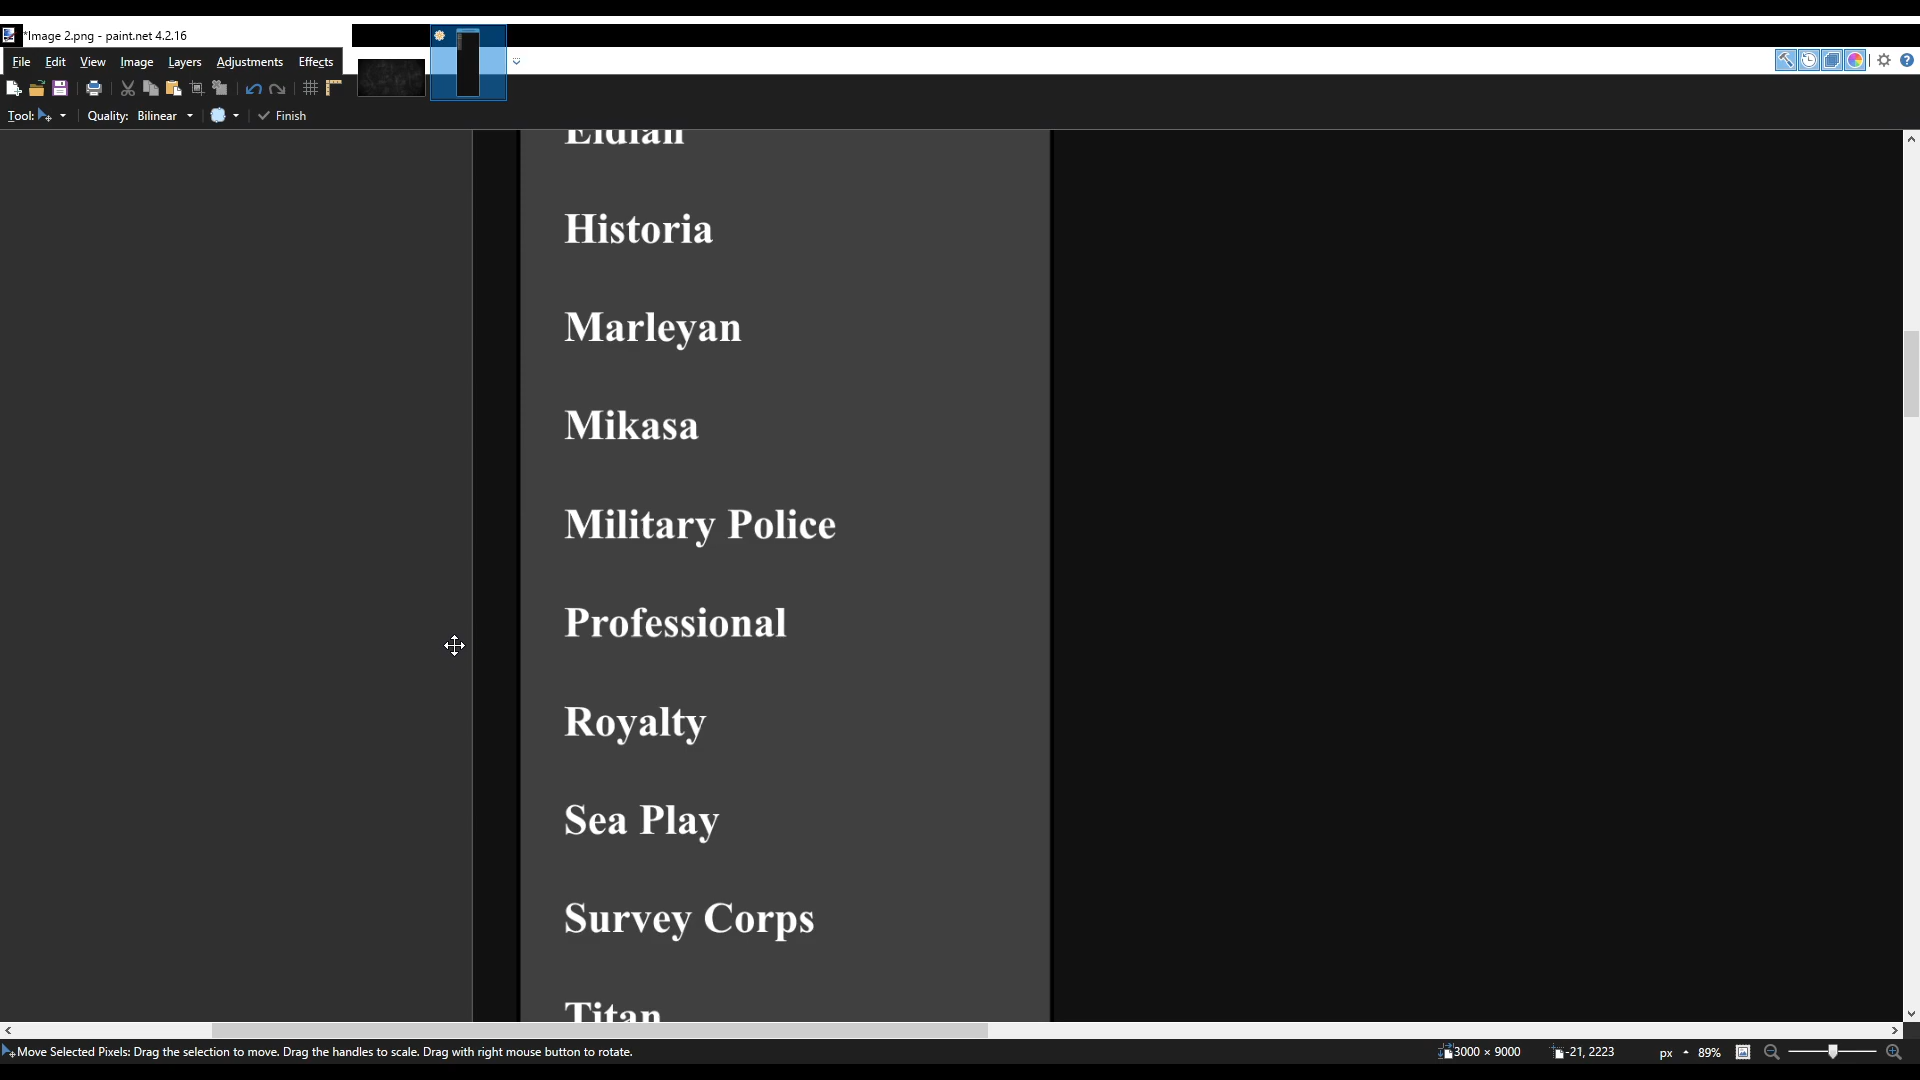 *Image 2.png - paint.net 4.2.16
File Edit View Image Layers Adjustments Effects
Tool: Quality: Bilinear Finish
Eldian
Historia
Marleyan
Mikasa
Military Police
Professional
Royalty
Sea Play
Survey Corps
Titan
Move Selected Pixels: Drag the selection to move. Drag the handles to scale. Drag with right mouse button to rotate. 3000 × 9000 -21, 2223 px 89%